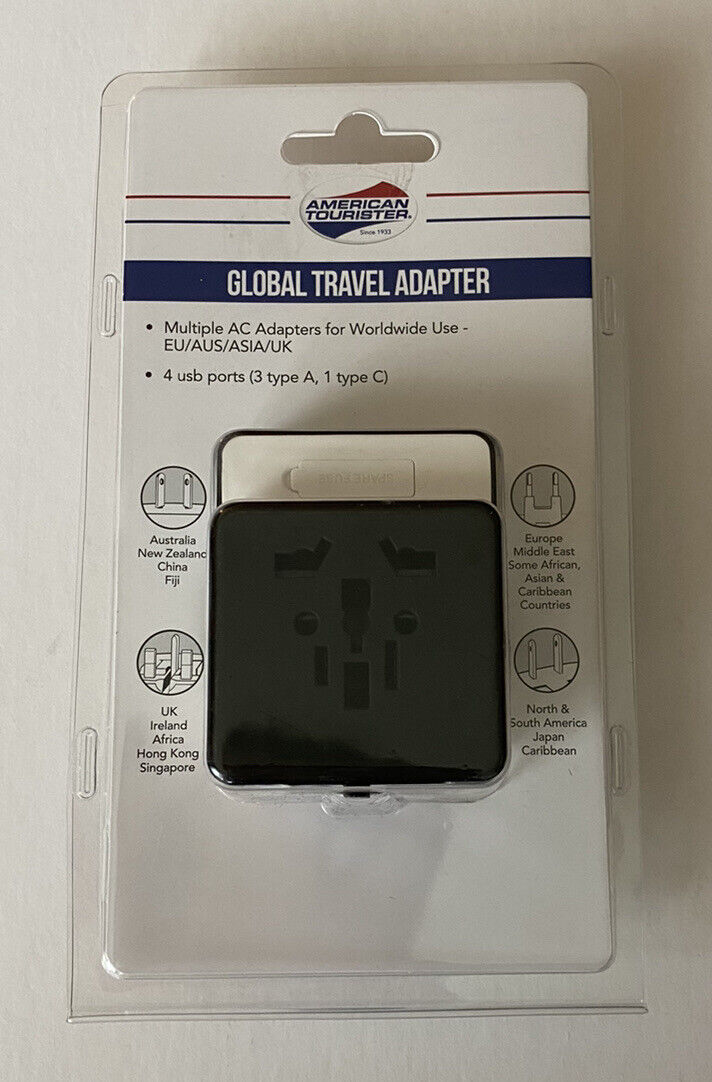 AMERICAN
TOURISTER®
Since 1933
GLOBAL TRAVEL ADAPTER
• Multiple AC Adapters for Worldwide Use -
EU/AUS/ASIA/UK
• 4 usb ports (3 type A, 1 type C)
SPARE FUSE
Australia
New Zealand
China
Fiji
Europe
Middle East
Some African,
Asian &
Caribbean
Countries
UK
Ireland
Africa
Hong Kong
Singapore
North &
South America
Japan
Caribbean